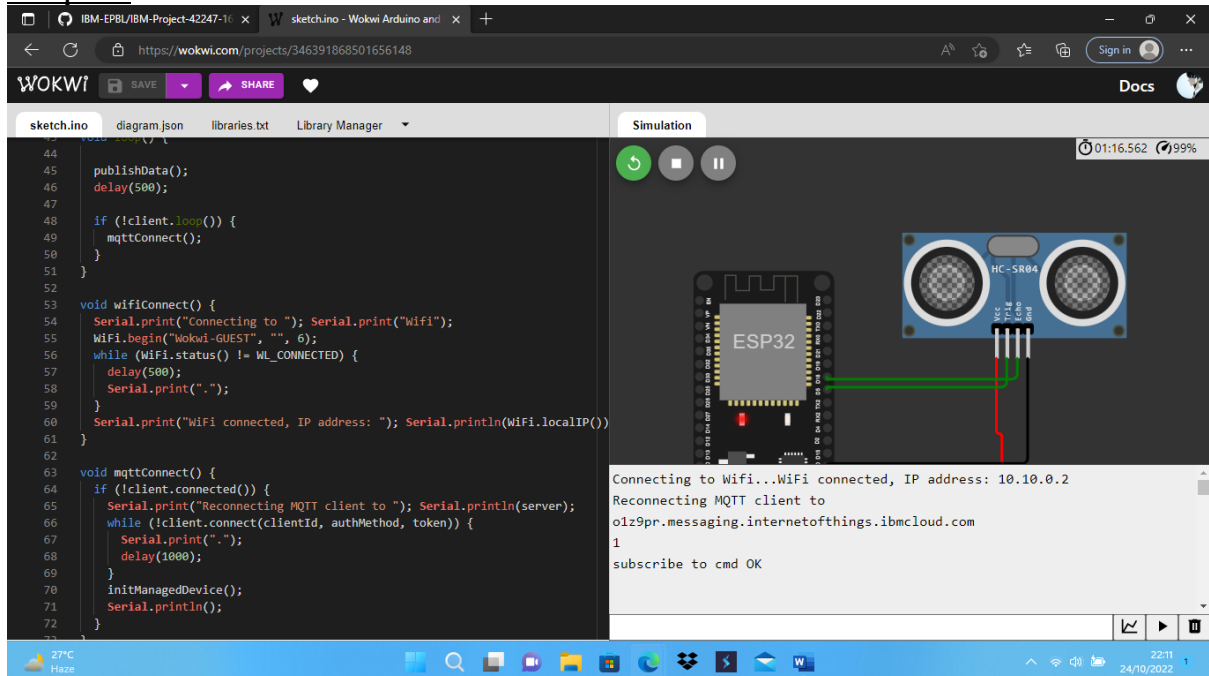 IBM-EPBL/IBM-Project-42247-16
sketch.ino - Wokwi Arduino and
https://wokwi.com/projects/346391868501656148
Sign in
WOKWI
SAVE
SHARE
Docs
sketch.ino
diagram.json
libraries.txt
Library Manager
Simulation
43 void loop() {
44
45 publishData();
46 delay(500);
47
48 if (!client.loop()) {
49 mqttConnect();
50 }
51 }
52
53 void wifiConnect() {
54 Serial.print("Connecting to "); Serial.print("Wifi");
55 WiFi.begin("Wokwi-GUEST", "", 6);
56 while (WiFi.status() != WL_CONNECTED) {
57 delay(500);
58 Serial.print(".");
59 }
60 Serial.print("WiFi connected, IP address: "); Serial.println(WiFi.localIP())
61 }
62
63 void mqttConnect() {
64 if (!client.connected()) {
65 Serial.print("Reconnecting MQTT client to "); Serial.println(server);
66 while (!client.connect(clientId, authMethod, token)) {
67 Serial.print(".");
68 delay(1000);
69 }
70 initManagedDevice();
71 Serial.println();
72 }
01:16.562 99%
HC-SR04
Vcc
Trig
Echo
Gnd
ESP32
Connecting to Wifi...WiFi connected, IP address: 10.10.0.2
Reconnecting MQTT client to
o1z9pr.messaging.internetofthings.ibmcloud.com
1
subscribe to cmd OK
27°C
Haze
22:11
24/10/2022
1